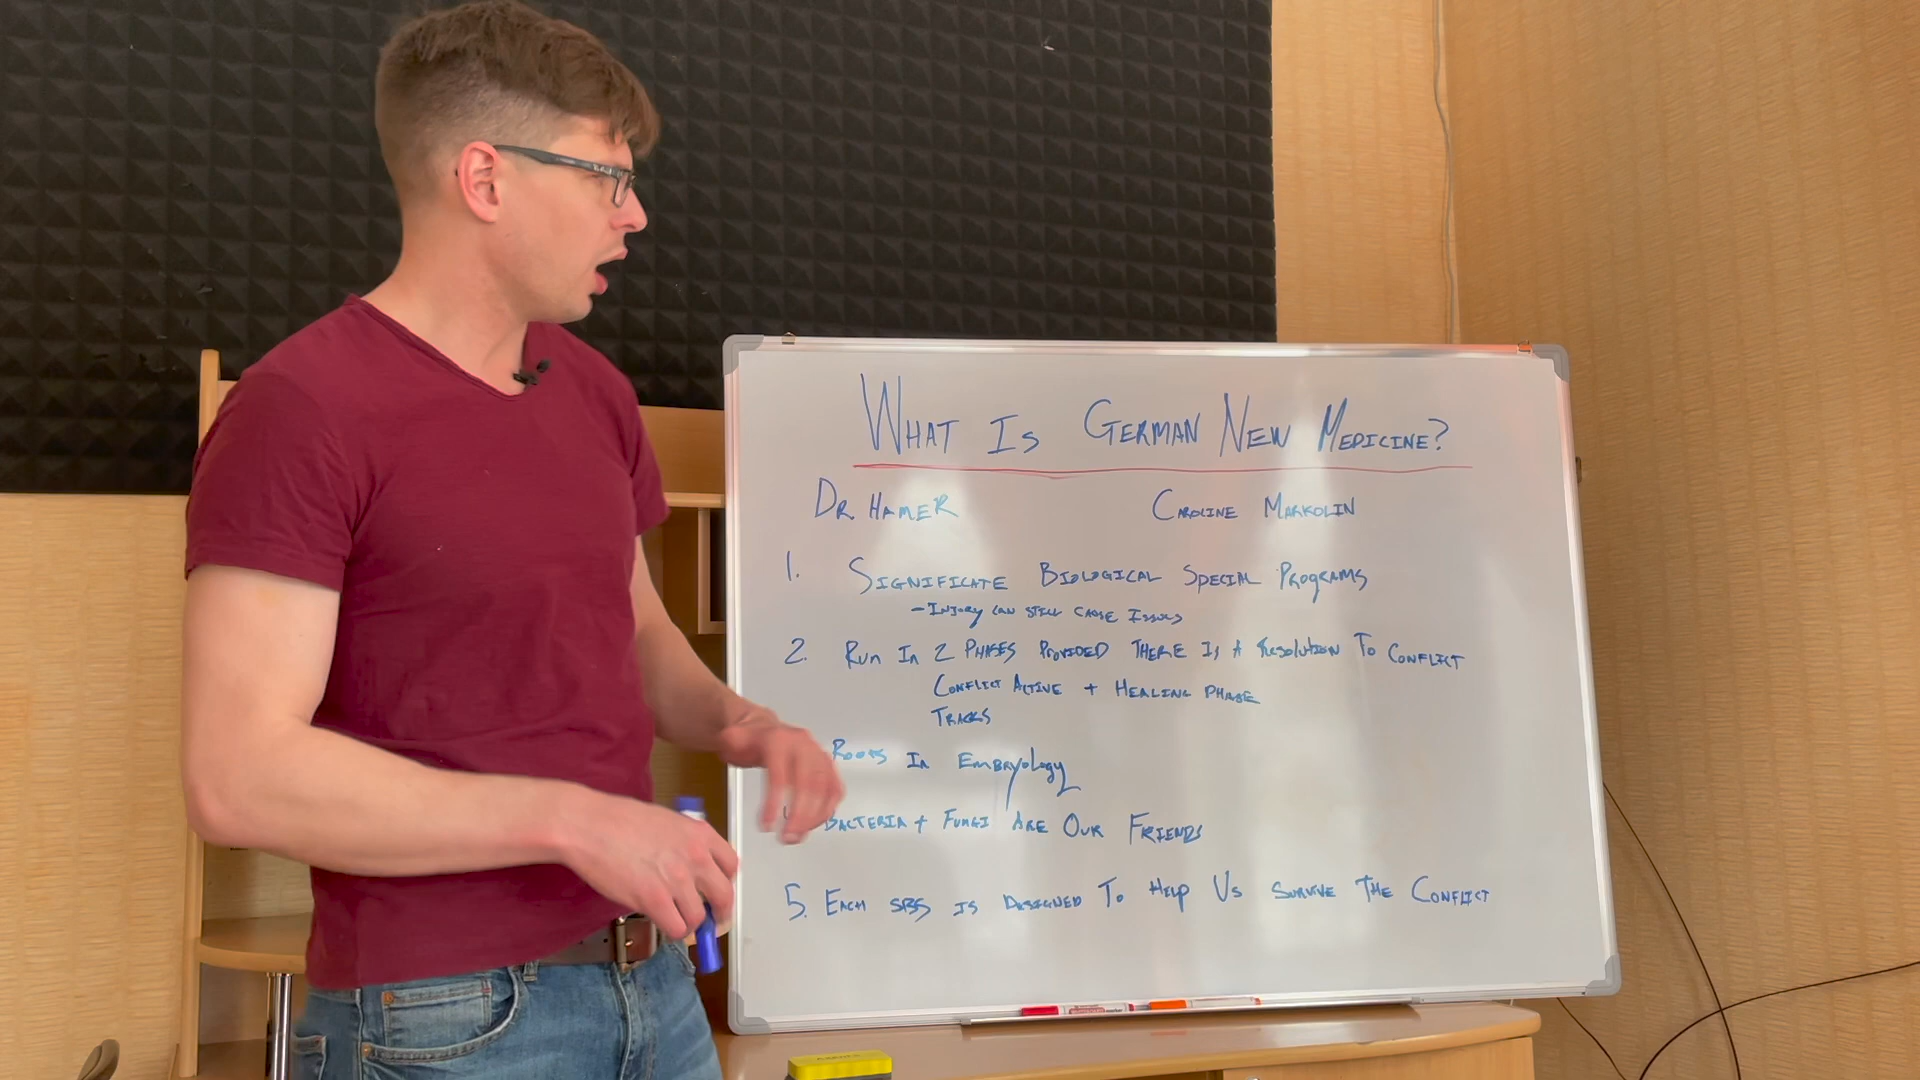 WHAT IS GERMAN NEW MEDICINE?
DR. HAMER CAROLINE MARKOLIN
1. SIGNIFICATE BIOLOGICAL SPECIAL PROGRAMS
- INJURY CAN STILL CAUSE ISSUES
2. RUN IN 2 PHASES PROVIDED THERE IS A RESOLUTION TO CONFLICT
CONFLICT ACTIVE + HEALING PHASE
TRACKS
ROOTS IN EMBRYOLOGY
BACTERIA + FUNGI ARE OUR FRIENDS
5. EACH SBS IS DESIGNED TO HELP US SURVIVE THE CONFLICT